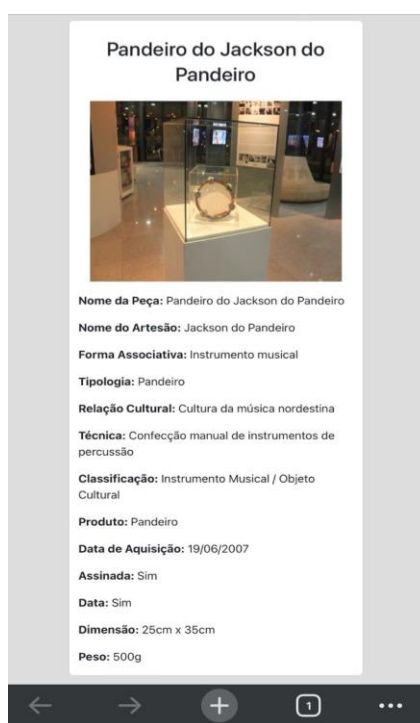 Pandeiro do Jackson do
Pandeiro
Nome da Peça: Pandeiro do Jackson do Pandeiro
Nome do Artesão: Jackson do Pandeiro
Forma Associativa: Instrumento musical
Tipologia: Pandeiro
Relação Cultural: Cultura da música nordestina
Técnica: Confecção manual de instrumentos de
percussão
Classificação: Instrumento Musical / Objeto
Cultural
Produto: Pandeiro
Data de Aquisição: 19/06/2007
Assinada: Sim
Data: Sim
Dimensão: 25cm x 35cm
Peso: 500g
1